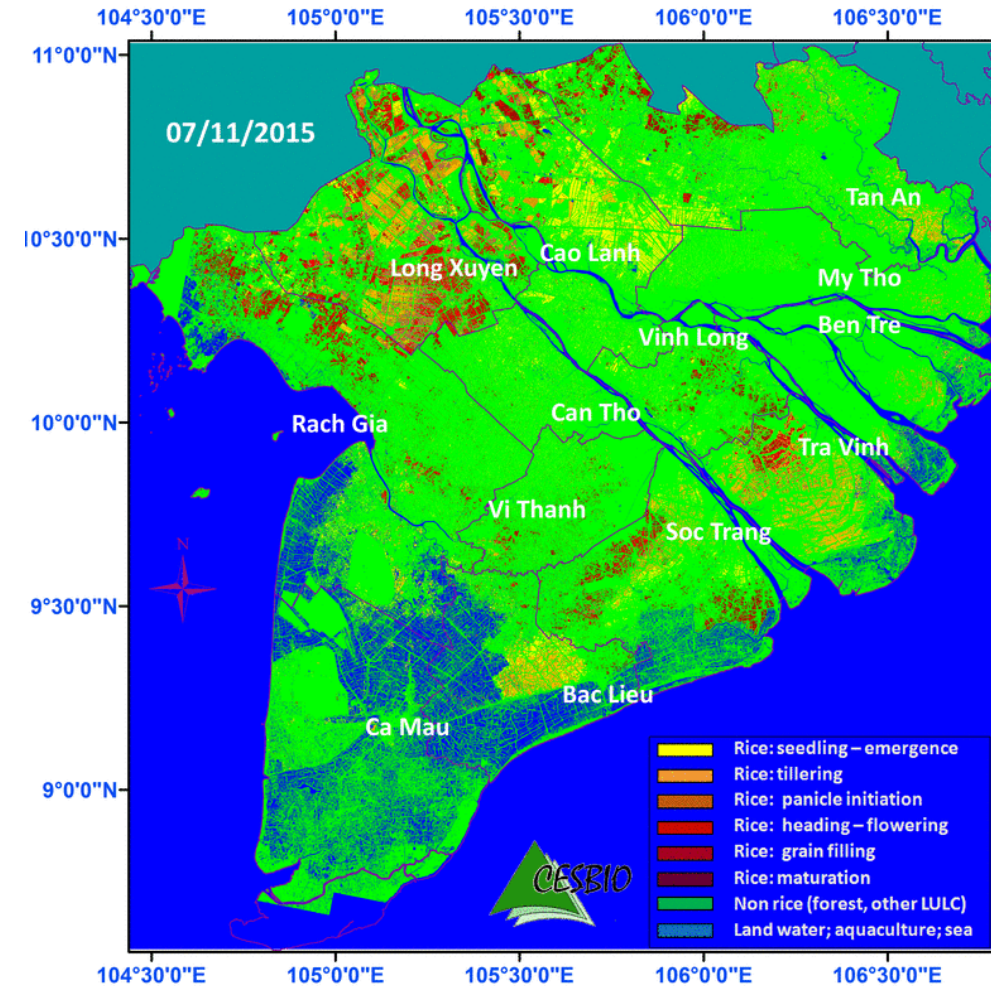 104°30'0"E 105°0'0"E 105°30'0"E 106°0'0"E 106°30'0"E
11°0'0"N
07/11/2015
Tan An
10°30'0"N
Cao Lanh
Long Xuyen
My Tho
Ben Tre
Vinh Long
Can Tho
10°0'0"N
Rach Gia
Tra Vinh
Vi Thanh
Soc Trang
N
9°30'0"N
Bac Lieu
Ca Mau
9°0'0"N
Rice: seedling – emergence
Rice: tillering
Rice: panicle initiation
Rice: heading – flowering
Rice: grain filling
Rice: maturation
Non rice (forest, other LULC)
Land water; aquaculture; sea
CESBIO
104°30'0"E 105°0'0"E 105°30'0"E 106°0'0"E 106°30'0"E